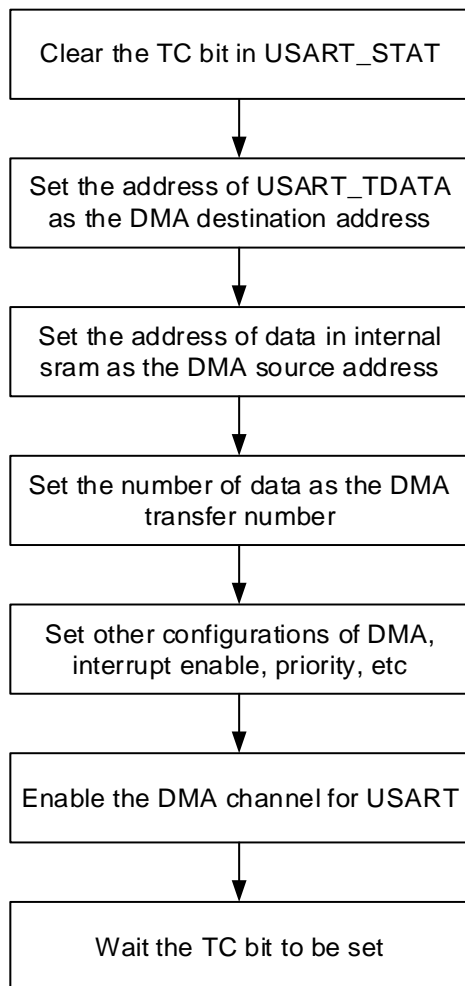 Clear the TC bit in USART_STAT
Set the address of USART_TDATA
as the DMA destination address
Set the address of data in internal
sram as the DMA source address
Set the number of data as the DMA
transfer number
Set other configurations of DMA,
interrupt enable, priority, etc
Enable the DMA channel for USART
Wait the TC bit to be set